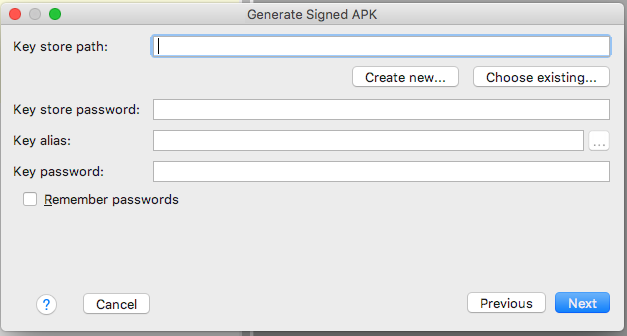 Generate Signed APK
Key store path:
Create new... Choose existing...
Key store password:
Key alias:
...
Key password:
Remember passwords
? Cancel Previous Next